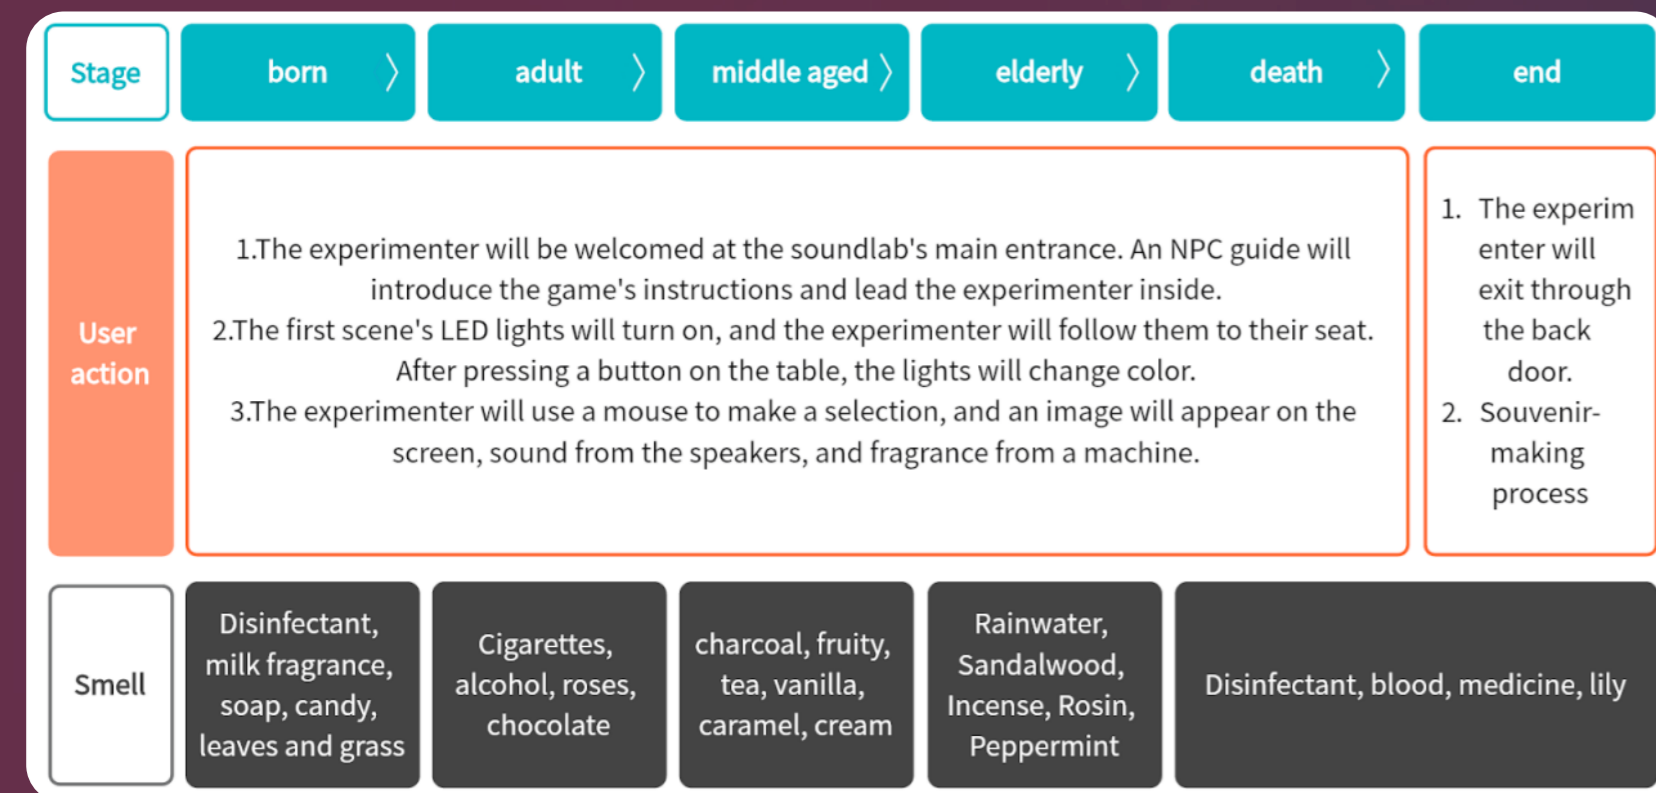 Stage
born
adult
middle aged
elderly
death
end
User
action
1.The experimenter will be welcomed at the soundlab's main entrance. An NPC guide will
introduce the game's instructions and lead the experimenter inside.
2.The first scene's LED lights will turn on, and the experimenter will follow them to their seat.
After pressing a button on the table, the lights will change color.
3.The experimenter will use a mouse to make a selection, and an image will appear on the
screen, sound from the speakers, and fragrance from a machine.
1. The experim
enter will
exit through
the back
door.
2. Souvenir-
making
process
Smell
Disinfectant,
milk fragrance,
soap, candy,
leaves and grass
Cigarettes,
alcohol, roses,
chocolate
charcoal, fruity,
tea, vanilla,
caramel, cream
Rainwater,
Sandalwood,
Incense, Rosin,
Peppermint
Disinfectant, blood, medicine, lily